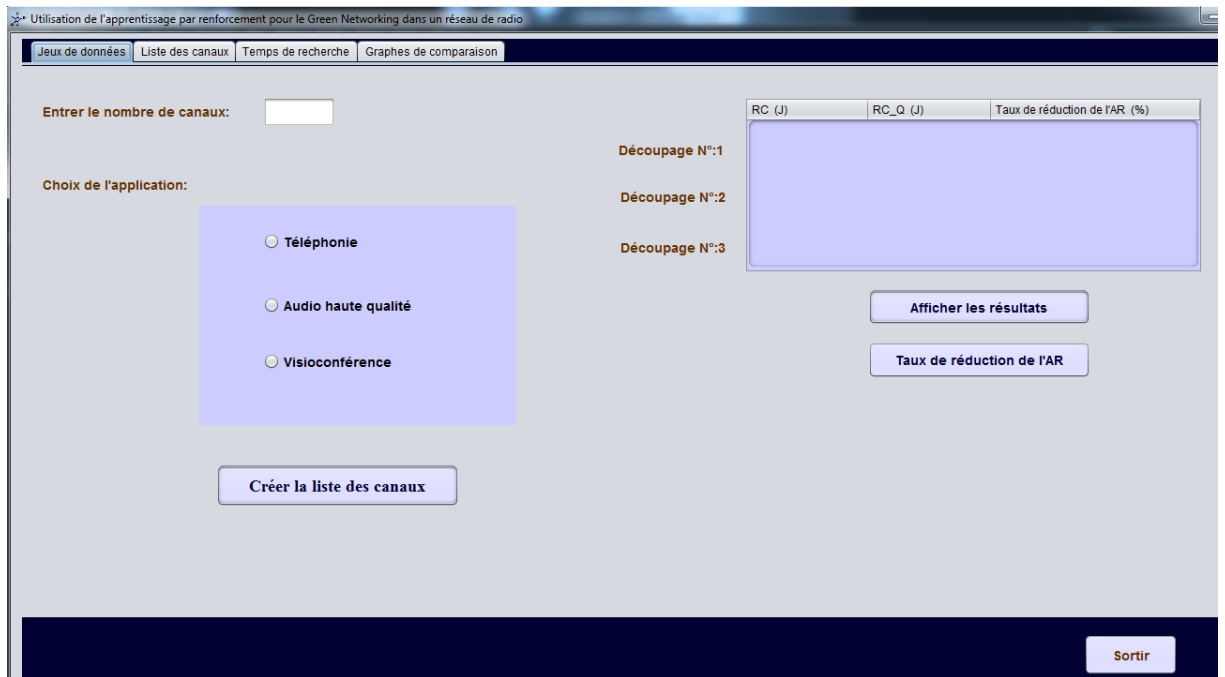 Utilisation de l'apprentissage par renforcement pour le Green Networking dans un réseau de radio
Jeux de données Liste des canaux Temps de recherche Graphes de comparaison
Entrer le nombre de canaux:
Choix de l'application:
Téléphonie
Audio haute qualité
Visioconférence
Créer la liste des canaux
RC (J) RC_Q (J) Taux de réduction de l'AR (%)
Découpage N°:1
Découpage N°:2
Découpage N°:3
Afficher les résultats
Taux de réduction de l'AR
Sortir